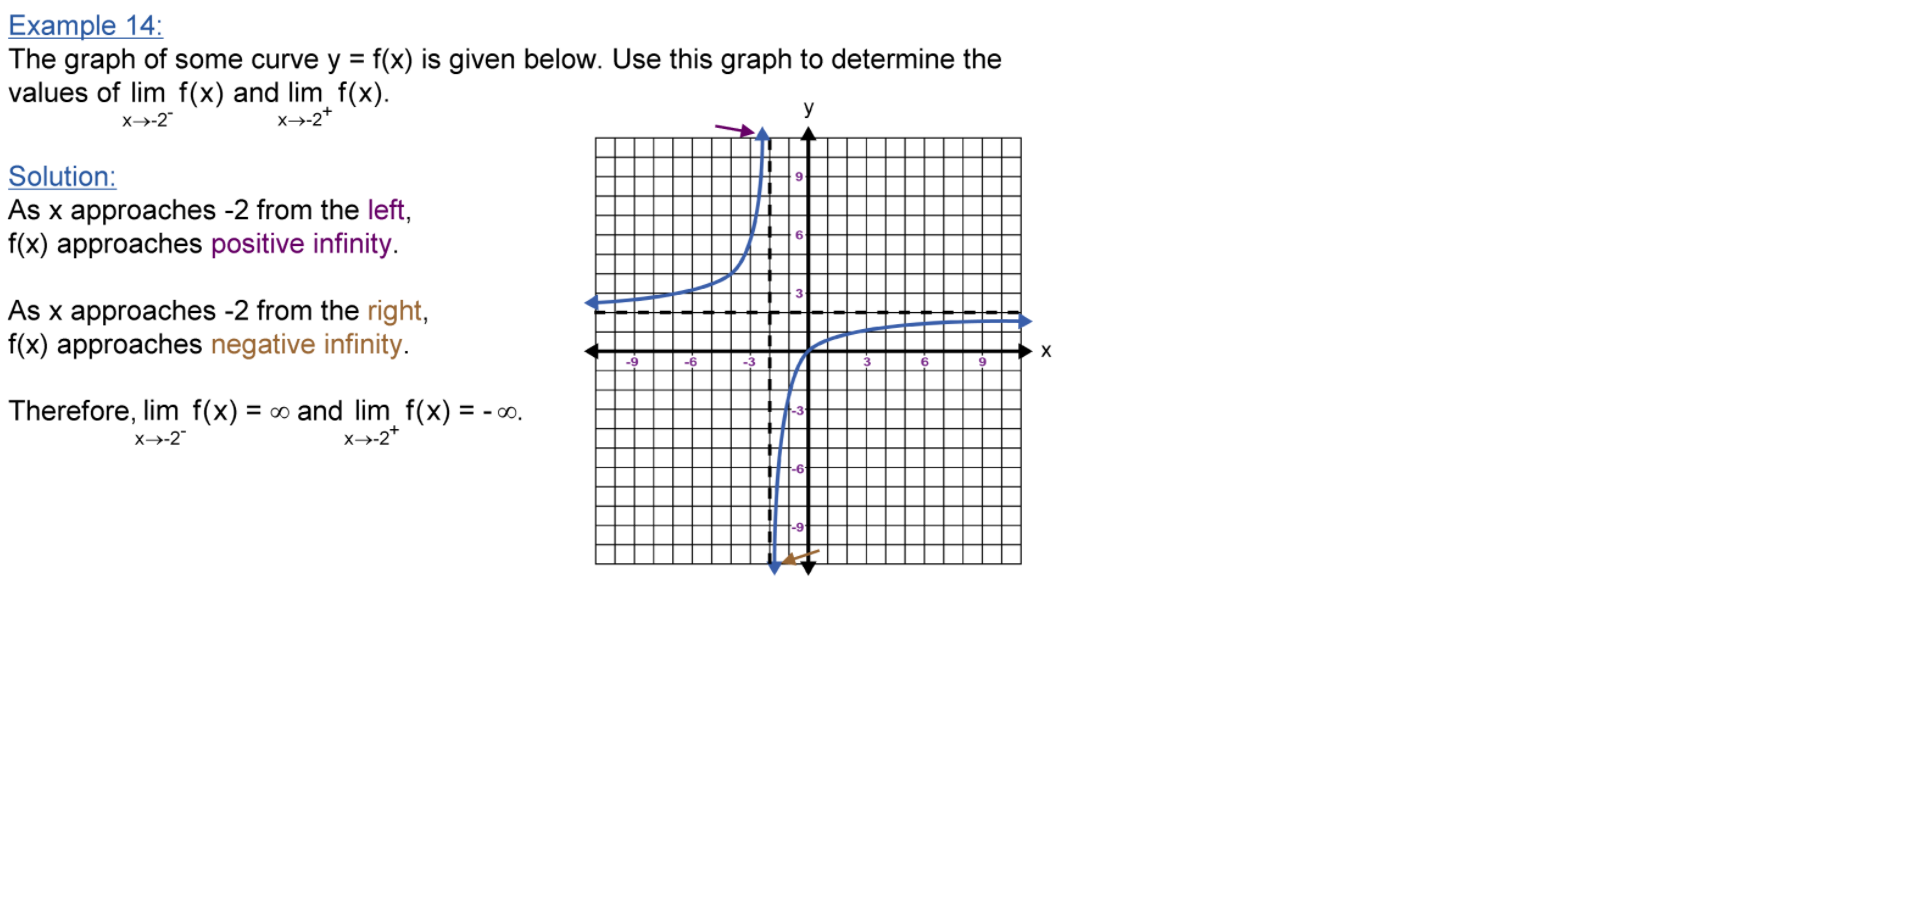 Example 14:
The graph of some curve y = f(x) is given below. Use this graph to determine the
values of lim f(x) and lim f(x).
x→-2⁻ x→-2⁺
Solution:
As x approaches -2 from the left,
f(x) approaches positive infinity.
As x approaches -2 from the right,
f(x) approaches negative infinity.
Therefore, lim f(x) = ∞ and lim f(x) = - ∞.
x→-2⁻ x→-2⁺
y
9
6
3
-9 -6 -3 3 6 9 x
-3
-6
-9